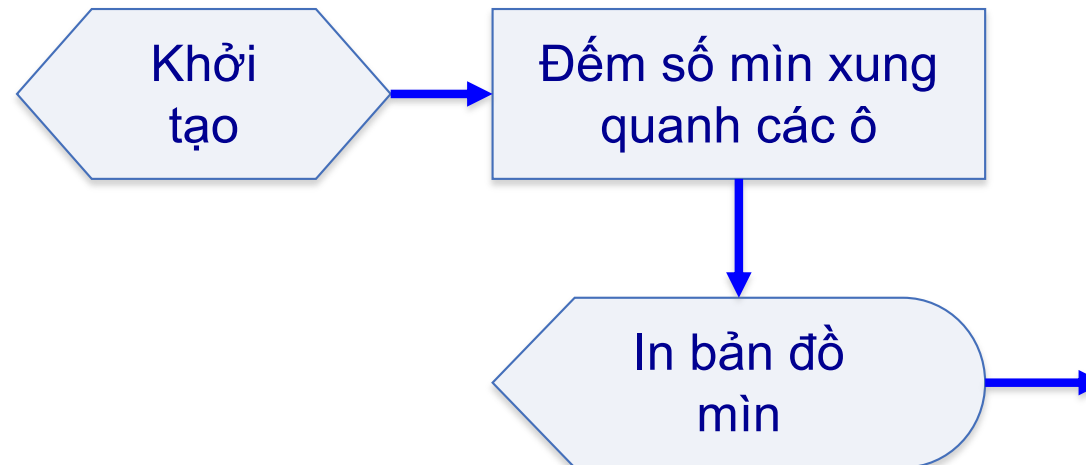 Khởi
tạo
Đếm số mìn xung
quanh các ô
In bản đồ
mìn